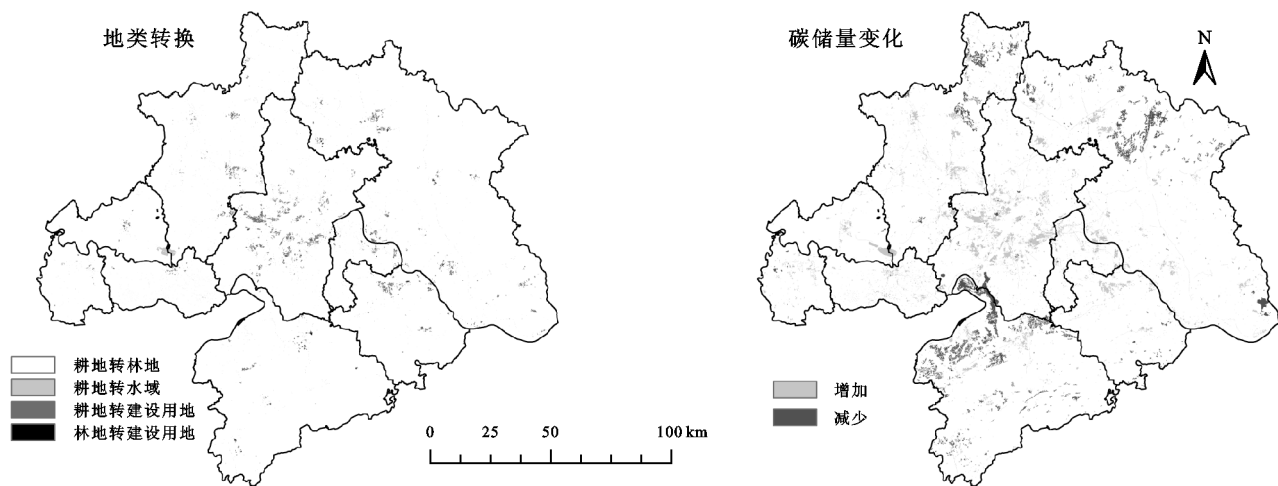 地类转换
碳储量变化
N
耕地转林地
耕地转水域
耕地转建设用地
林地转建设用地
0 25 50 100 km
增加
减少